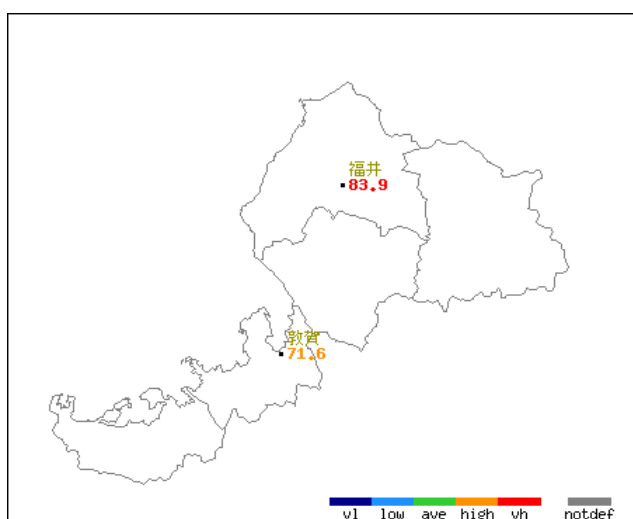 福井
83.9
敦賀
71.6
vl low ave high vh notdef